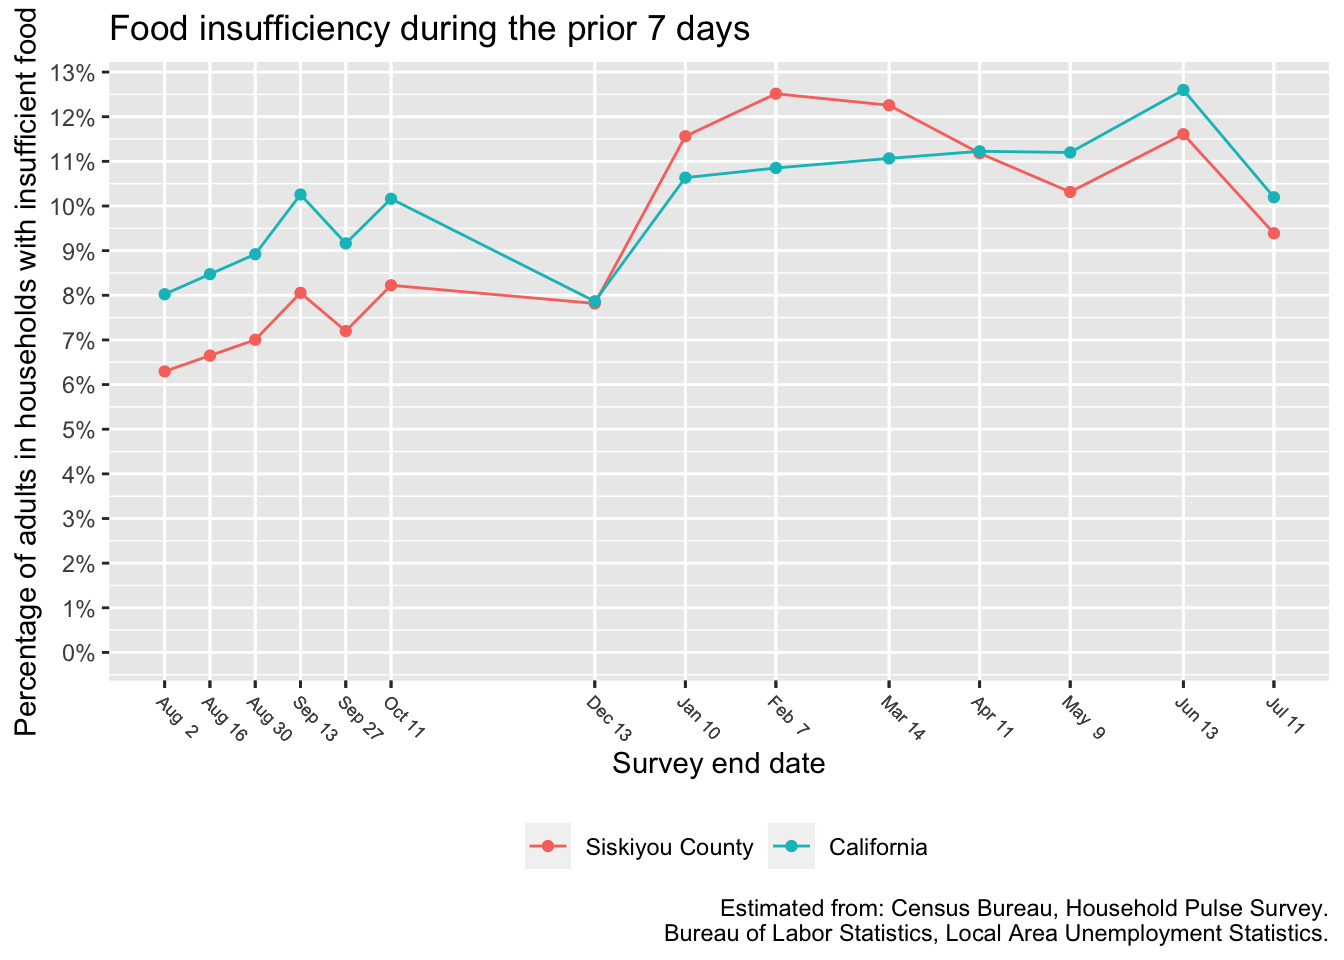 Food insufficiency during the prior 7 days
Percentage of adults in households with insufficient food
13%
12%
11%
10%
9%
8%
7%
6%
5%
4%
3%
2%
1%
0%
Aug 2
Aug 16
Aug 30
Sep 13
Sep 27
Oct 11
Dec 13
Jan 10
Feb 7
Mar 14
Apr 11
May 9
Jun 13
Jul 11
Survey end date
Siskiyou County
California
Estimated from: Census Bureau, Household Pulse Survey.
Bureau of Labor Statistics, Local Area Unemployment Statistics.